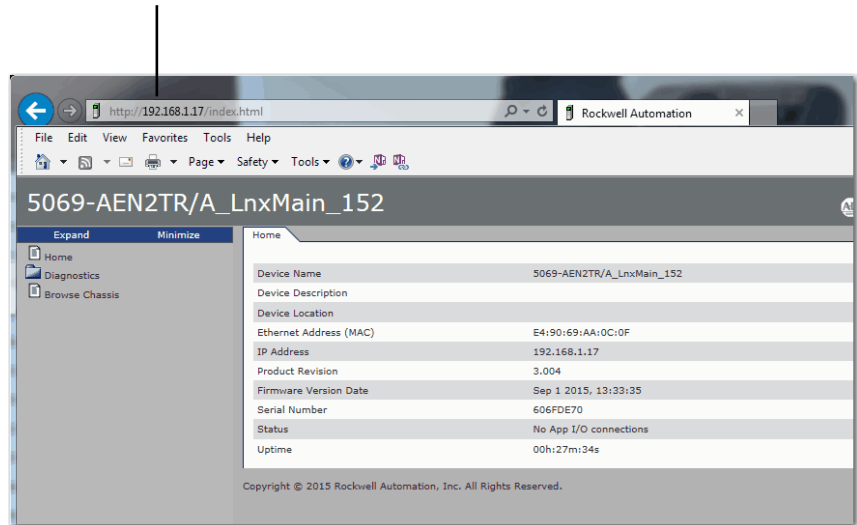 http://192.168.1.17/index.html
Rockwell Automation
File Edit View Favorites Tools Help
Page Safety Tools
5069-AEN2TR/A_LnxMain_152
Expand Minimize
Home
Home
Diagnostics
Browse Chassis
Device Name 5069-AEN2TR/A_LnxMain_152
Device Description
Device Location
Ethernet Address (MAC) E4:90:69:AA:0C:0F
IP Address 192.168.1.17
Product Revision 3.004
Firmware Version Date Sep 1 2015, 13:33:35
Serial Number 606FDE70
Status No App I/O connections
Uptime 00h:27m:34s
Copyright © 2015 Rockwell Automation, Inc. All Rights Reserved.